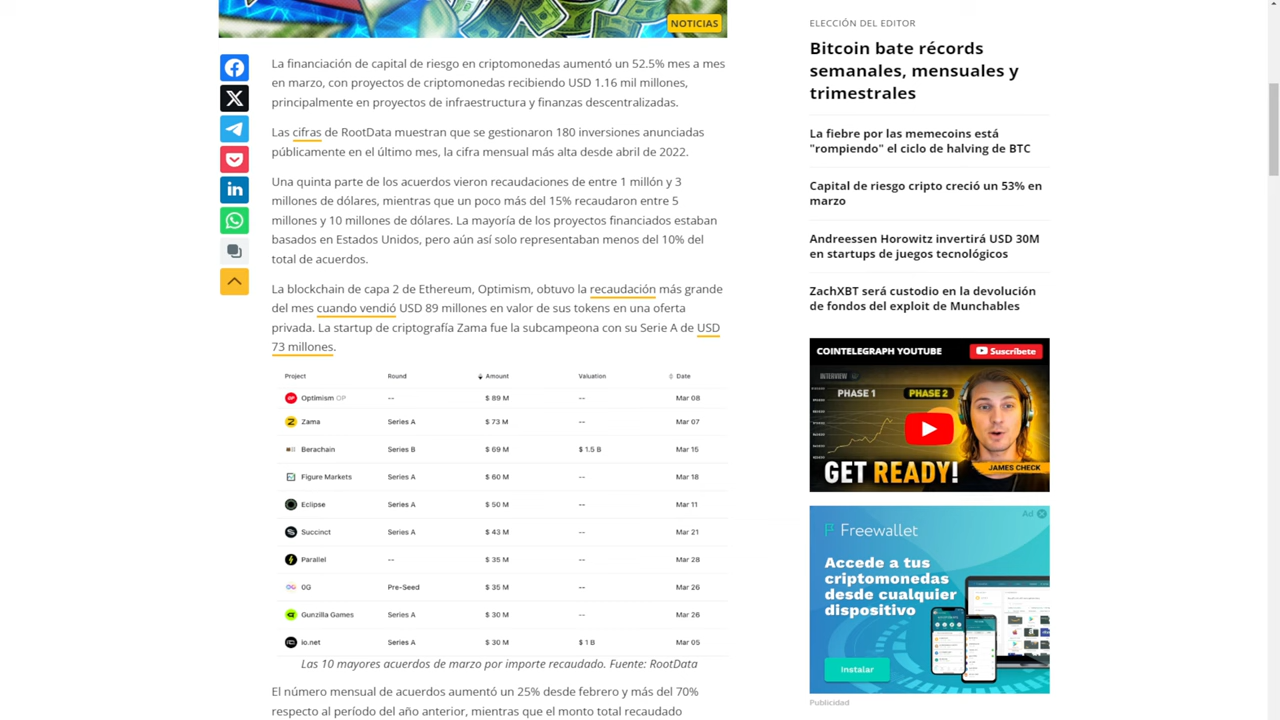 NOTICIAS
La financiación de capital de riesgo en criptomonedas aumentó un 52.5% mes a mes
en marzo, con proyectos de criptomonedas recibiendo USD 1.16 mil millones,
principalmente en proyectos de infraestructura y finanzas descentralizadas.
Las cifras de RootData muestran que se gestionaron 180 inversiones anunciadas
públicamente en el último mes, la cifra mensual más alta desde abril de 2022.
Una quinta parte de los acuerdos vieron recaudaciones de entre 1 millón y 3
millones de dólares, mientras que un poco más del 15% recaudaron entre 5
millones y 10 millones de dólares. La mayoría de los proyectos financiados estaban
basados en Estados Unidos, pero aún así solo representaban menos del 10% del
total de acuerdos.
La blockchain de capa 2 de Ethereum, Optimism, obtuvo la recaudación más grande
del mes cuando vendió USD 89 millones en valor de sus tokens en una oferta
privada. La startup de criptografía Zama fue la subcampeona con su Serie A de USD
73 millones.
Project Round Amount Valuation Date
Optimism OP -- $ 89 M -- Mar 08
Zama Series A $ 73 M -- Mar 07
Berachain Series B $ 69 M $ 1.5 B Mar 15
Figure Markets Series A $ 60 M -- Mar 18
Eclipse Series A $ 50 M -- Mar 11
Succinct Series A $ 43 M -- Mar 21
Parallel -- $ 35 M -- Mar 28
0G Pre-Seed $ 35 M -- Mar 26
Gunzilla Games Series A $ 30 M -- Mar 26
io.net Series A $ 30 M $ 1 B Mar 05
Las 10 mayores acuerdos de marzo por importe recaudado. Fuente: RootData
El número mensual de acuerdos aumentó un 25% desde febrero y más del 70%
respecto al período del año anterior, mientras que el monto total recaudado
ELECCIÓN DEL EDITOR
Bitcoin bate récords
semanales, mensuales y
trimestrales
La fiebre por las memecoins está
"rompiendo" el ciclo de halving de BTC
Capital de riesgo cripto creció un 53% en
marzo
Andreessen Horowitz invertirá USD 30M
en startups de juegos tecnológicos
ZachXBT será custodio en la devolución
de fondos del exploit de Munchables
COINTELEGRAPH YOUTUBE Suscríbete
INTERVIEW
PHASE 1 PHASE 2
GET READY!
JAMES CHECK
Ad
Freewallet
Accede a tus
criptomonedas
desde cualquier
dispositivo
Instalar
Publicidad